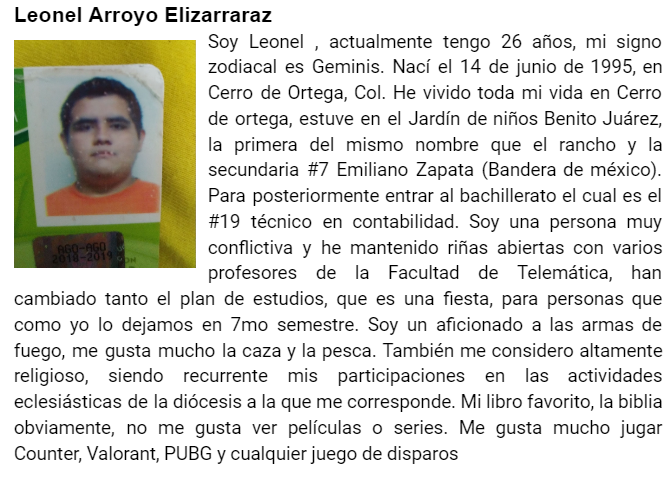 Leonel Arroyo Elizarraraz
Soy Leonel , actualmente tengo 26 años, mi signo
zodiacal es Geminis. Nací el 14 de junio de 1995, en
Cerro de Ortega, Col. He vivido toda mi vida en Cerro
de ortega, estuve en el Jardín de niños Benito Juárez,
la primera del mismo nombre que el rancho y la
secundaria #7 Emiliano Zapata (Bandera de méxico).
Para posteriormente entrar al bachillerato el cual es el
#19 técnico en contabilidad. Soy una persona muy
conflictiva y he mantenido riñas abiertas con varios
profesores de la Facultad de Telemática, han
cambiado tanto el plan de estudios, que es una fiesta, para personas que
como yo lo dejamos en 7mo semestre. Soy un aficionado a las armas de
fuego, me gusta mucho la caza y la pesca. También me considero altamente
religioso, siendo recurrente mis participaciones en las actividades
eclesiásticas de la diócesis a la que me corresponde. Mi libro favorito, la biblia
obviamente, no me gusta ver películas o series. Me gusta mucho jugar
Counter, Valorant, PUBG y cualquier juego de disparos
AGO-AGO
2018-2019